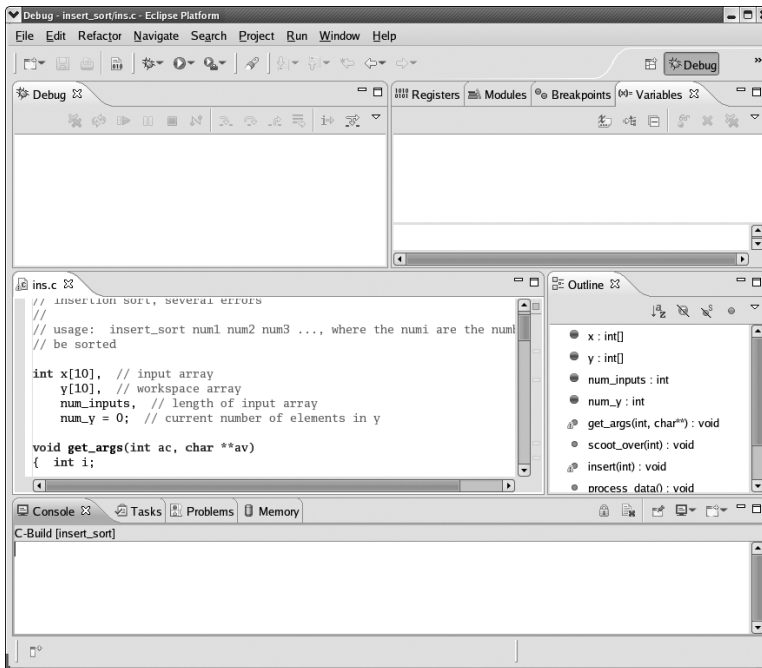 Debug - insert_sort/ins.c - Eclipse Platform
File Edit Refactor Navigate Search Project Run Window Help
Debug
»
Debug
Registers Modules Breakpoints (x)= Variables
ins.c
// insertion sort, several errors
//
// usage:  insert_sort num1 num2 num3 ..., where the numi are the num
// be sorted
int x[10],  // input array
    y[10],  // workspace array
    num_inputs,  // length of input array
    num_y = 0;  // current number of elements in y
void get_args(int ac, char **av)
{  int i;
Outline
x : int[]
y : int[]
num_inputs : int
num_y : int
get_args(int, char**) : void
scoot_over(int) : void
insert(int) : void
process_data() : void
Console Tasks Problems Memory
C-Build [insert_sort]